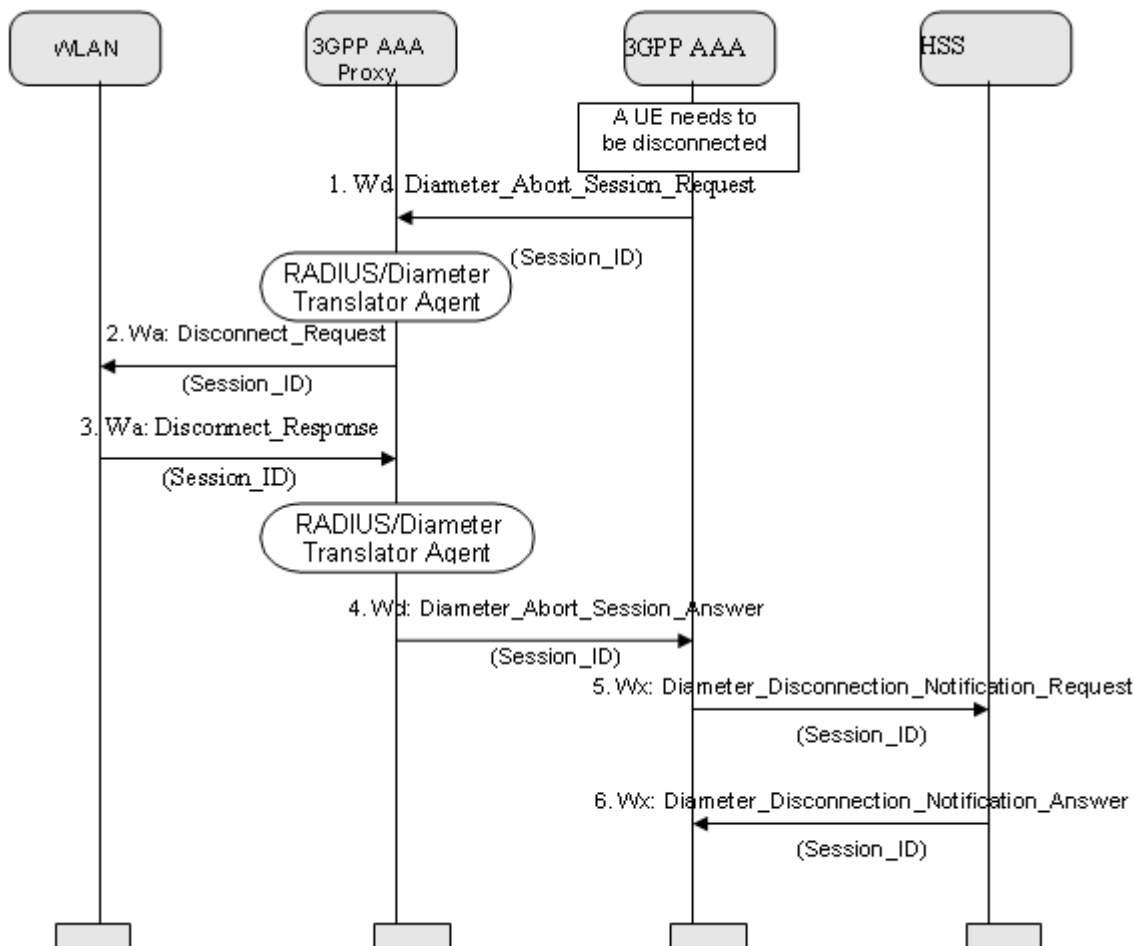 WLAN
3GPP AAA
Proxy
3GPP AAA
HSS
A UE needs to
be disconnected
1. Wd: Diameter_Abort_Session_Request
(Session_ID)
RADIUS/Diameter
Translator Agent
2. Wa: Disconnect_Request
(Session_ID)
3. Wa: Disconnect_Response
(Session_ID)
RADIUS/Diameter
Translator Agent
4. Wd: Diameter_Abort_Session_Answer
(Session_ID)
5. Wx: Diameter_Disconnection_Notification_Request
(Session_ID)
6. Wx: Diameter_Disconnection_Notification_Answer
(Session_ID)